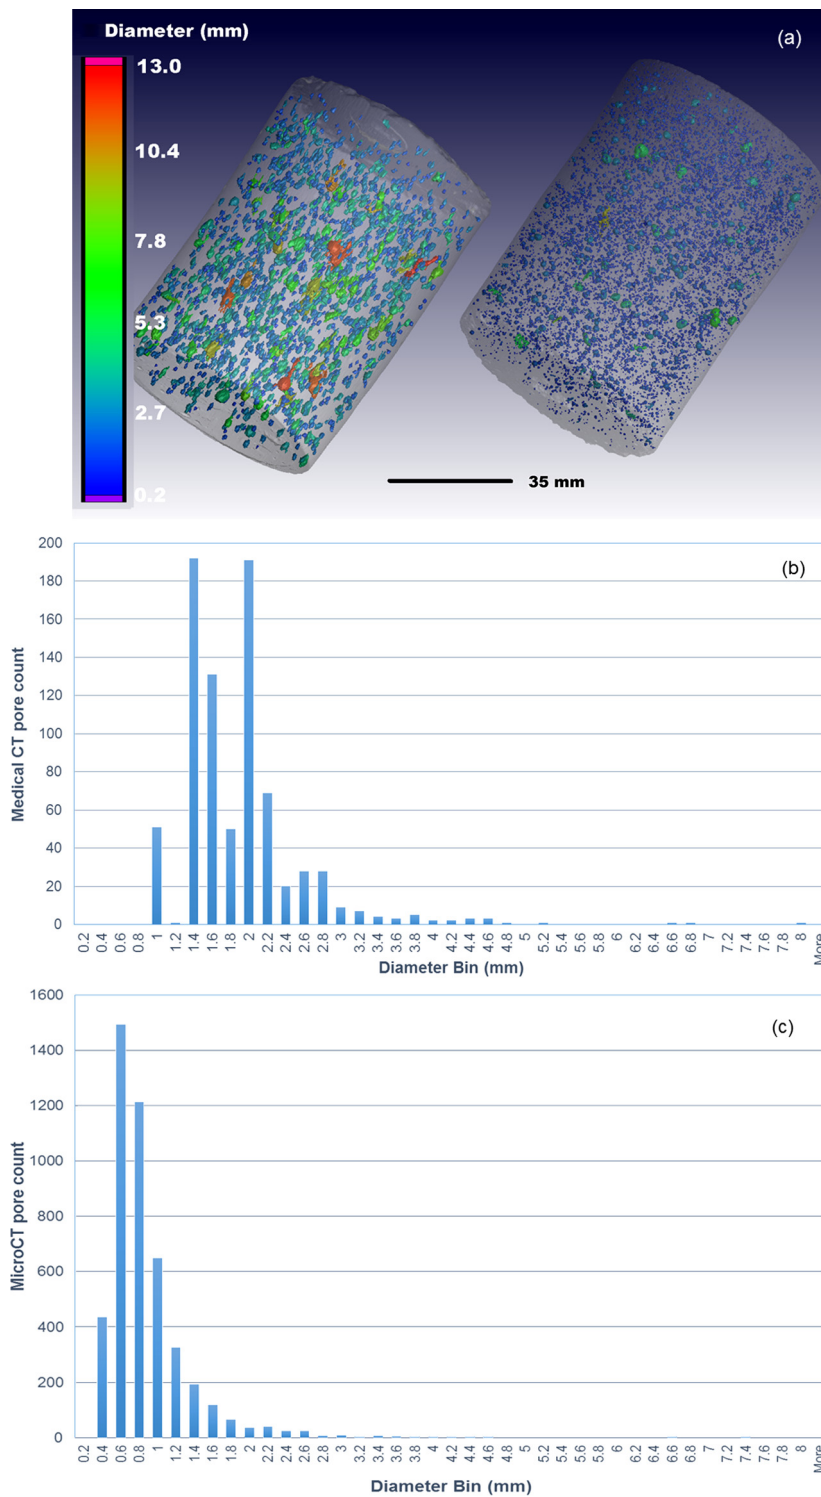 Diameter (mm)
(a)
13.0
10.4
7.8
5.3
2.7
0.2
35 mm
(b)
Medical CT pore count
200
180
160
140
120
100
80
60
40
20
0
0.2 0.4 0.6 0.8 1 1.2 1.4 1.6 1.8 2 2.2 2.4 2.6 2.8 3 3.2 3.4 3.6 3.8 4 4.2 4.4 4.6 4.8 5 5.2 5.4 5.6 5.8 6 6.2 6.4 6.6 6.8 7 7.2 7.4 7.6 7.8 8 More
Diameter Bin (mm)
(c)
MicroCT pore count
1600
1400
1200
1000
800
600
400
200
0
0.2 0.4 0.6 0.8 1 1.2 1.4 1.6 1.8 2 2.2 2.4 2.6 2.8 3 3.2 3.4 3.6 3.8 4 4.2 4.4 4.6 4.8 5 5.2 5.4 5.6 5.8 6 6.2 6.4 6.6 6.8 7 7.2 7.4 7.6 7.8 8 More
Diameter Bin (mm)